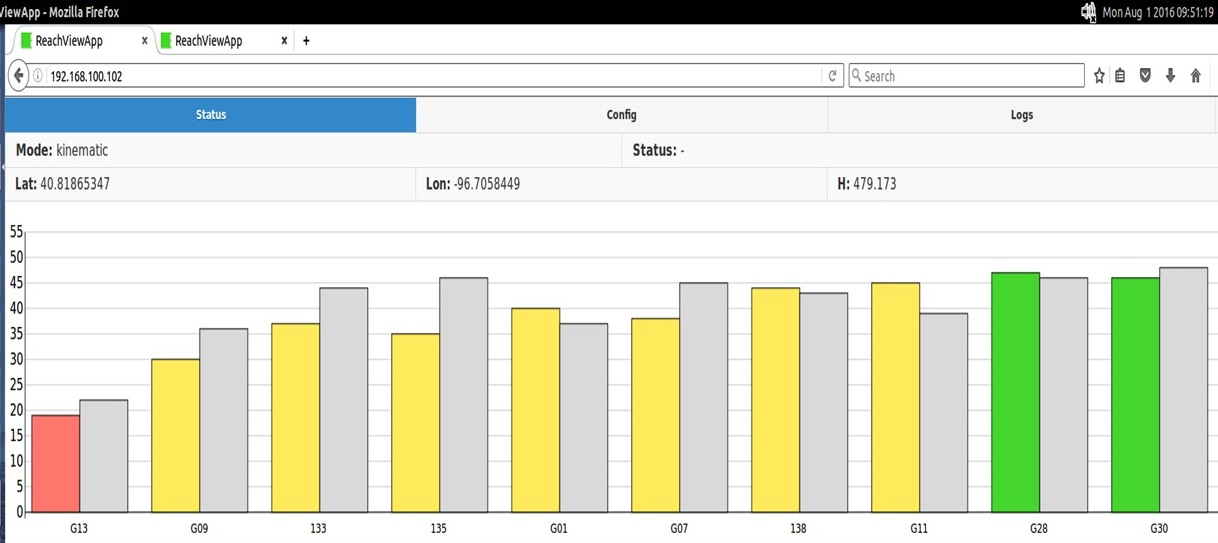 ViewApp - Mozilla Firefox Mon Aug 1 2016 09:51:19
ReachViewApp × ReachViewApp × +
192.168.100.102 Search
Status Config Logs
Mode: kinematic Status: -
Lat: 40.81865347 Lon: -96.7058449 H: 479.173
55
50
45
40
35
30
25
20
15
10
5
0
G13 G09 133 135 G01 G07 138 G11 G28 G30